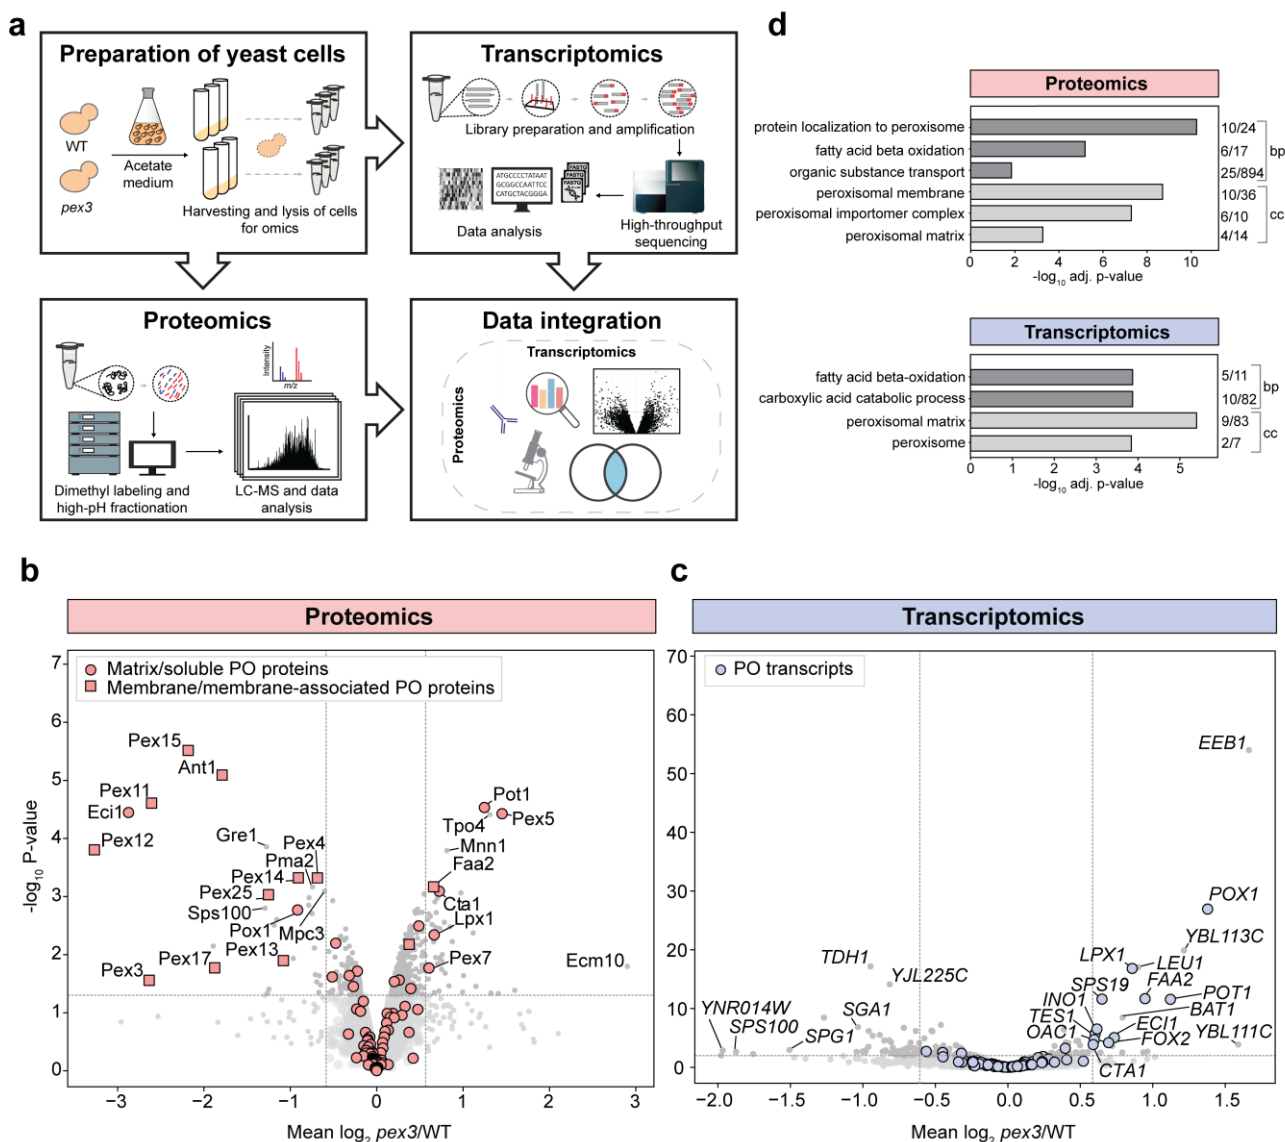 a
Preparation of yeast cells
WT
pex3
Acetate
medium
Harvesting and lysis of cells
for omics
Transcriptomics
Library preparation and amplification
ATGCCCCTATAAT
GCGGCCAATTCC
CATGCTACGGGA
FASTQ
FASTQ
FASTQ
Data analysis
High-throughput
sequencing
Proteomics
Intensity
m/z
Dimethyl labeling and
high-pH fractionation
LC-MS and data
analysis
Data integration
Transcriptomics
Proteomics
d
Proteomics
protein localization to peroxisome 10/24
fatty acid beta oxidation 6/17
organic substance transport 25/894
bp
peroxisomal membrane 10/36
peroxisomal importomer complex 6/10
peroxisomal matrix 4/14
cc
0 2 4 6 8 10
-log10 adj. p-value
Transcriptomics
fatty acid beta-oxidation 5/11
carboxylic acid catabolic process 10/82
bp
peroxisomal matrix 9/83
peroxisome 2/7
cc
0 1 2 3 4 5
-log10 adj. p-value
b
Proteomics
Matrix/soluble PO proteins
Membrane/membrane-associated PO proteins
7
6
5
4
3
2
1
0
-log10 P-value
Pex15
Ant1
Pex11
Eci1
Pex12
Gre1
Pex4
Pma2
Pex14
Pex25
Sps100
Pox1
Mpc3
Pex13
Pex17
Pex3
Pot1
Pex5
Tpo4
Mnn1
Faa2
Cta1
Lpx1
Pex7
Ecm10
−3 −2 −1 0 1 2 3
Mean log2 pex3/WT
c
Transcriptomics
PO transcripts
70
60
50
40
30
20
10
0
EEB1
POX1
YBL113C
LPX1
LEU1
TDH1
YJL225C
SPS19
FAA2
POT1
INO1
BAT1
TES1
ECI1
OAC1
FOX2
YBL111C
CTA1
YNR014W
SGA1
SPS100
SPG1
−2.0 −1.5 −1.0 −0.5 0.0 0.5 1.0 1.5
Mean log2 pex3/WT